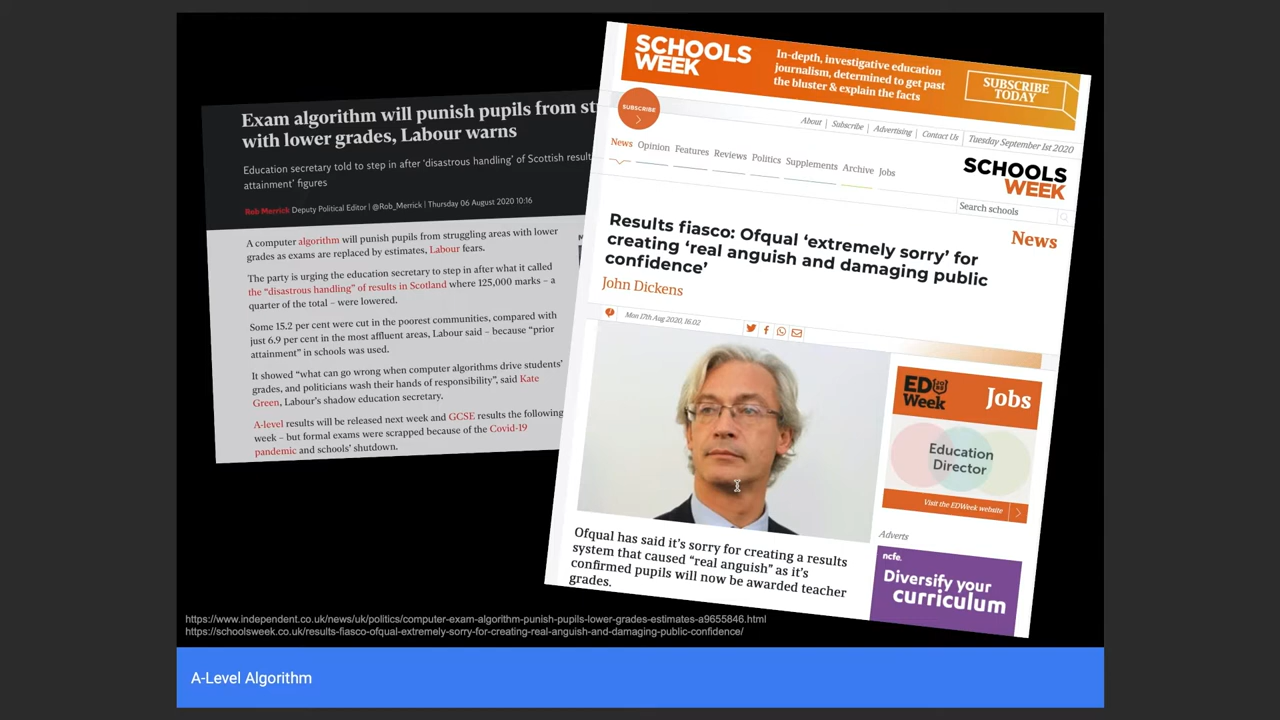 Exam algorithm will punish pupils from
with lower grades, Labour warns
Education secretary told to step in after 'disastrous handling' of Scottish
attainment' figures
Rob Merrick Deputy Political Editor | @Rob_Merrick | Thursday 06 August 2020 10:16
A computer algorithm will punish pupils from struggling areas with lower
grades as exams are replaced by estimates, Labour fears.
The party is urging the education secretary to step in after what it called
the “disastrous handling” of results in Scotland where 125,000 marks – a
quarter of the total – were lowered.
Some 15.2 per cent were cut in the poorest communities, compared with
just 6.9 per cent in the most affluent areas, Labour said – because “prior
attainment” in schools was used.
It showed “what can go wrong when computer algorithms drive students’
grades, and politicians wash their hands of responsibility”, said Kate
Green, Labour’s shadow education secretary.
A-level results will be released next week and GCSE results the following
week – but formal exams were scrapped because of the Covid-19
pandemic and schools’ shutdown.
SCHOOLS
WEEK
In-depth, investigative education
journalism, determined to get past
the bluster & explain the facts
SUBSCRIBE
TODAY
SUBSCRIBE
About | Subscribe | Advertising | Contact Us | Tuesday September 1st 2020
News Opinion Features Reviews Politics Supplements Archive Jobs
SCHOOLS
WEEK
Search schools
Results fiasco: Ofqual ‘extremely sorry’ for
creating ‘real anguish and damaging public
confidence’
News
John Dickens
Mon 17th Aug 2020, 16.02
ED
Week
Jobs
Education
Director
Visit the EDWeek website
Adverts
ncfe.
Diversify your
curriculum
Ofqual has said it’s sorry for creating a results
system that caused “real anguish” as it’s
confirmed pupils will now be awarded teacher
grades.
https://www.independent.co.uk/news/uk/politics/computer-exam-algorithm-punish-pupils-lower-grades-estimates-a9655846.html
https://schoolsweek.co.uk/results-fiasco-ofqual-extremely-sorry-for-creating-real-anguish-and-damaging-public-confidence/
A-Level Algorithm